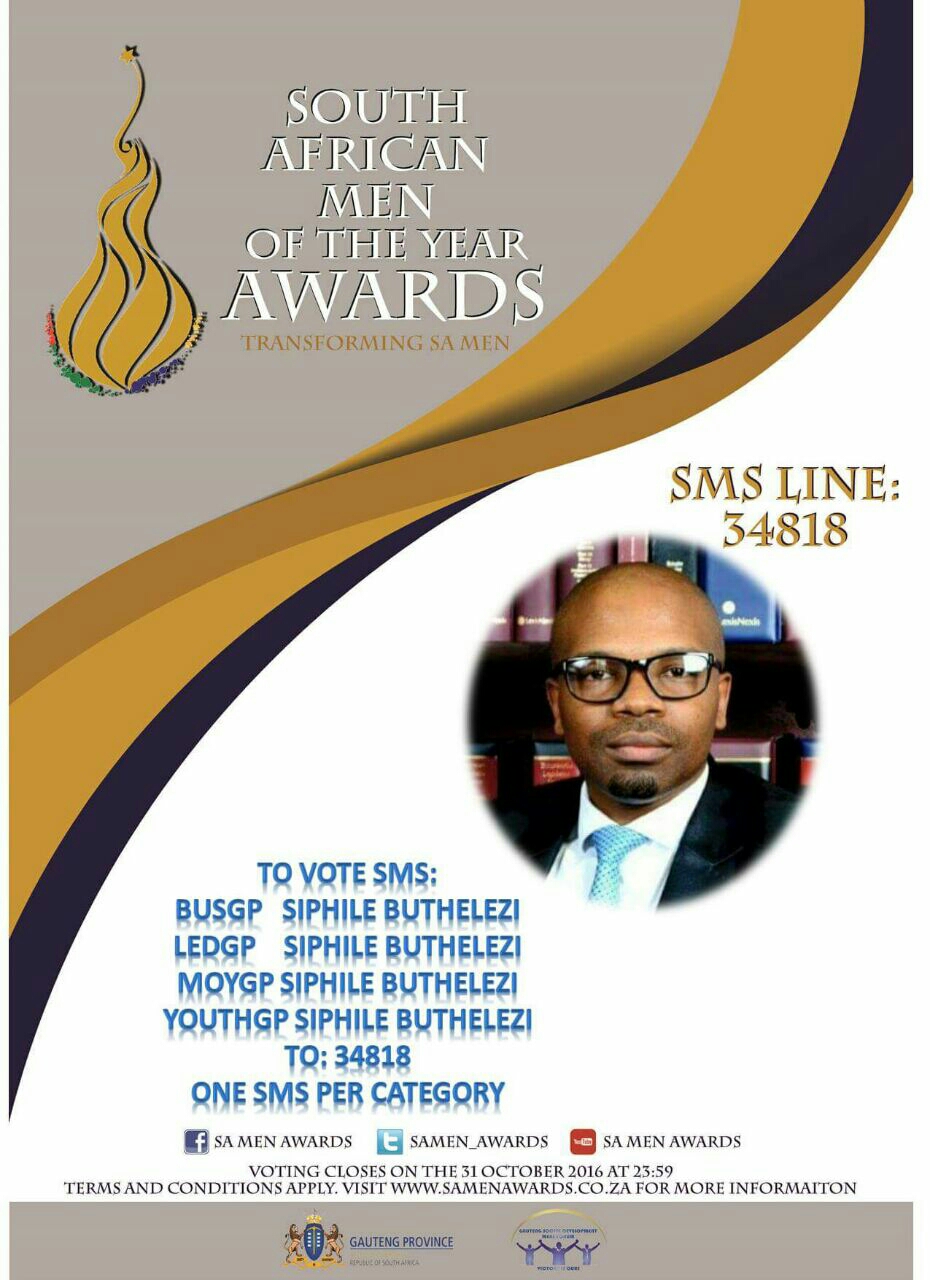 SOUTH
AFRICAN
MEN
OF THE YEAR
AWARDS
TRANSFORMING SA MEN
SMS LINE:
34818
LexisNexis
TO VOTE SMS:
BUSGP SIPHILE BUTHELEZI
LEDGP SIPHILE BUTHELEZI
MOYGP SIPHILE BUTHELEZI
YOUTHGP SIPHILE BUTHELEZI
TO: 34818
ONE SMS PER CATEGORY
SA MEN AWARDS SAMEN_AWARDS YouTube SA MEN AWARDS
VOTING CLOSES ON THE 31 OCTOBER 2016 AT 23:59
TERMS AND CONDITIONS APPLY. VISIT WWW.SAMENAWARDS.CO.ZA FOR MORE INFORMAITON
GAUTENG PROVINCE
REPUBLIC OF SOUTH AFRICA